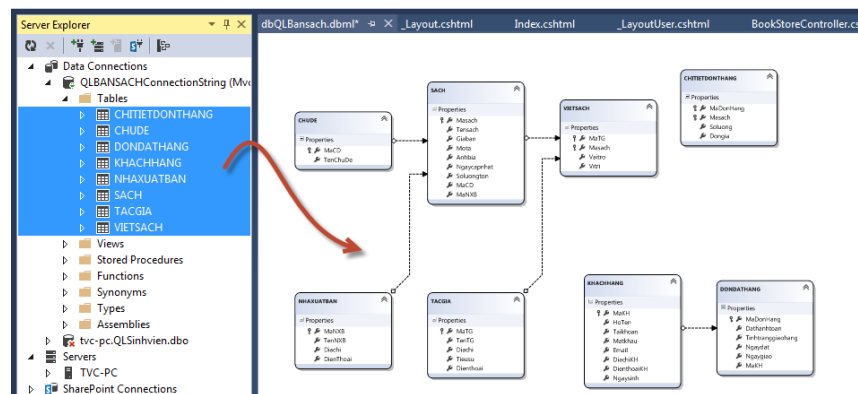 Server Explorer
Data Connections
QLBANSACHConnectionString (Mv
Tables
CHITIETDONTHANG
CHUDE
DONDATHANG
KHACHHANG
NHAXUATBAN
SACH
TACGIA
VIETSACH
Views
Stored Procedures
Functions
Synonyms
Types
Assemblies
tvc-pc.QLSinhvien.dbo
Servers
TVC-PC
SharePoint Connections
dbQLBansach.dbml*
_Layout.cshtml
Index.cshtml
_LayoutUser.cshtml
BookStoreController.cs
CHUDE
Properties
MaCD
TenChuDe
SACH
Properties
Masach
Tensach
Giaban
Mota
Anhbia
Ngaycapnhat
Soluongton
MaCD
MaNXB
VIETSACH
Properties
MaTG
Masach
Vaitro
Vitri
CHITIETDONTHANG
Properties
MaDonHang
Masach
Soluong
Dongia
NHAXUATBAN
Properties
MaNXB
TenNXB
Diachi
DienThoai
TACGIA
Properties
MaTG
TenTG
Diachi
Tieusu
Dienthoai
KHACHHANG
Properties
MaKH
HoTen
Taikhoan
Matkhau
Email
DiachiKH
DienthoaiKH
Ngaysinh
DONDATHANG
Properties
MaDonHang
Dathanhtoan
Tinhtranggiaohang
Ngaydat
Ngaygiao
MaKH